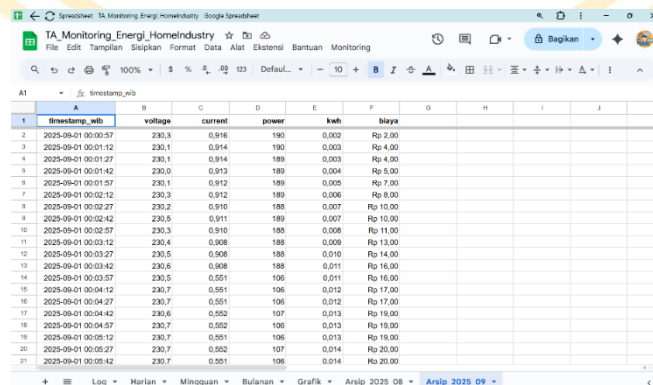 Spreadsheet TA_Monitoring_Energi_HomeIndustry Google Spreadsheet
TA_Monitoring_Energi_HomeIndustry
File Edit Tampilan Sisipkan Format Data Alat Ekstensi Bantuan Monitoring
Bagikan
100% $ % .0 .00 123 Defaul... − 10 + B I A
A1 fx timestamp_wib
A B C D E F G H I J
1 timestamp_wib voltage current power kwh biaya
2 2025-09-01 00:00:57 230,3 0,916 190 0,002 Rp 2,00
3 2025-09-01 00:01:12 230,1 0,914 190 0,003 Rp 4,00
4 2025-09-01 00:01:27 230,1 0,914 189 0,003 Rp 4,00
5 2025-09-01 00:01:42 230,0 0,913 189 0,004 Rp 5,00
6 2025-09-01 00:01:57 230,1 0,912 189 0,005 Rp 7,00
7 2025-09-01 00:02:12 230,3 0,912 189 0,006 Rp 8,00
8 2025-09-01 00:02:27 230,2 0,910 188 0,007 Rp 10,00
9 2025-09-01 00:02:42 230,5 0,911 189 0,007 Rp 10,00
10 2025-09-01 00:02:57 230,3 0,910 188 0,008 Rp 11,00
11 2025-09-01 00:03:12 230,4 0,908 188 0,009 Rp 13,00
12 2025-09-01 00:03:27 230,5 0,908 188 0,010 Rp 14,00
13 2025-09-01 00:03:42 230,6 0,908 188 0,011 Rp 16,00
14 2025-09-01 00:03:57 230,5 0,551 106 0,011 Rp 16,00
15 2025-09-01 00:04:12 230,7 0,551 106 0,012 Rp 17,00
16 2025-09-01 00:04:27 230,7 0,551 106 0,012 Rp 17,00
17 2025-09-01 00:04:42 230,6 0,552 107 0,013 Rp 19,00
18 2025-09-01 00:04:57 230,7 0,552 106 0,013 Rp 19,00
19 2025-09-01 00:05:12 230,7 0,551 106 0,013 Rp 19,00
20 2025-09-01 00:05:27 230,7 0,552 107 0,014 Rp 20,00
21 2025-09-01 00:05:42 230,7 0,551 106 0,014 Rp 20,00
Log Harian Mingguan Bulanan Grafik Arsip_2025_08 Arsip_2025_09